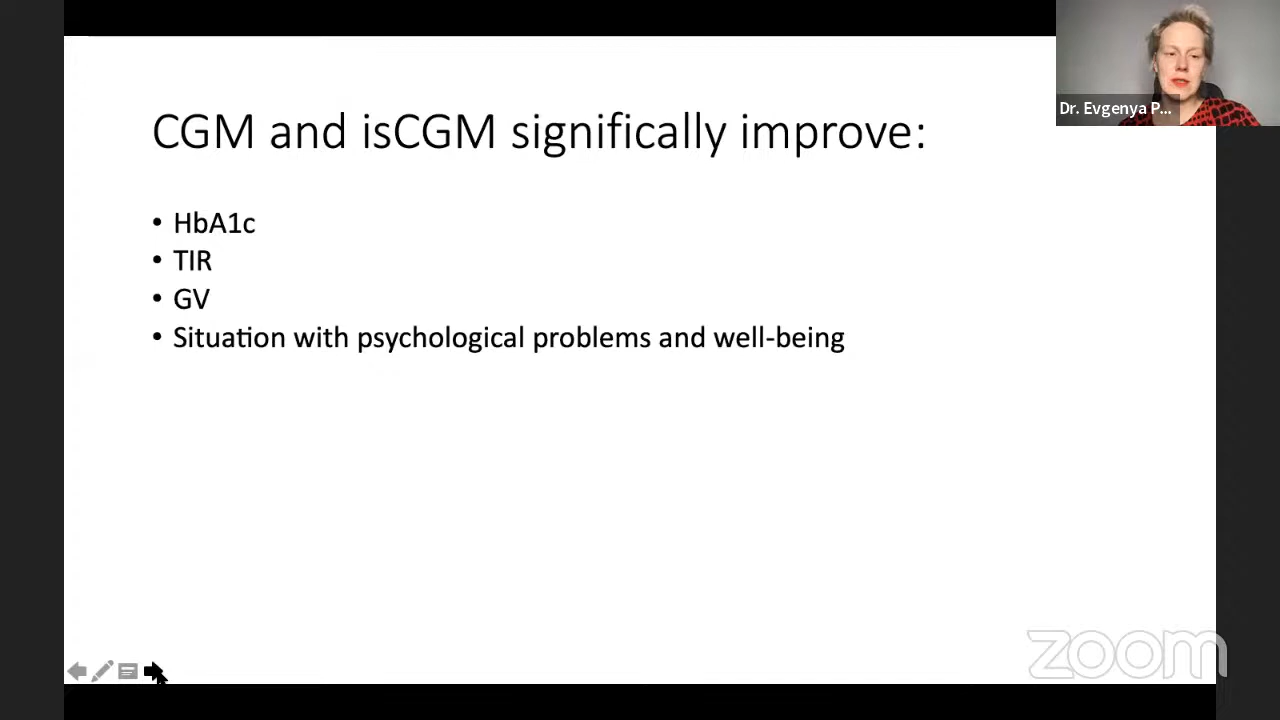 CGM and isCGM significally improve:
• HbA1c
• TIR
• GV
• Situation with psychological problems and well-being
Dr. Evgenya P...
zoom